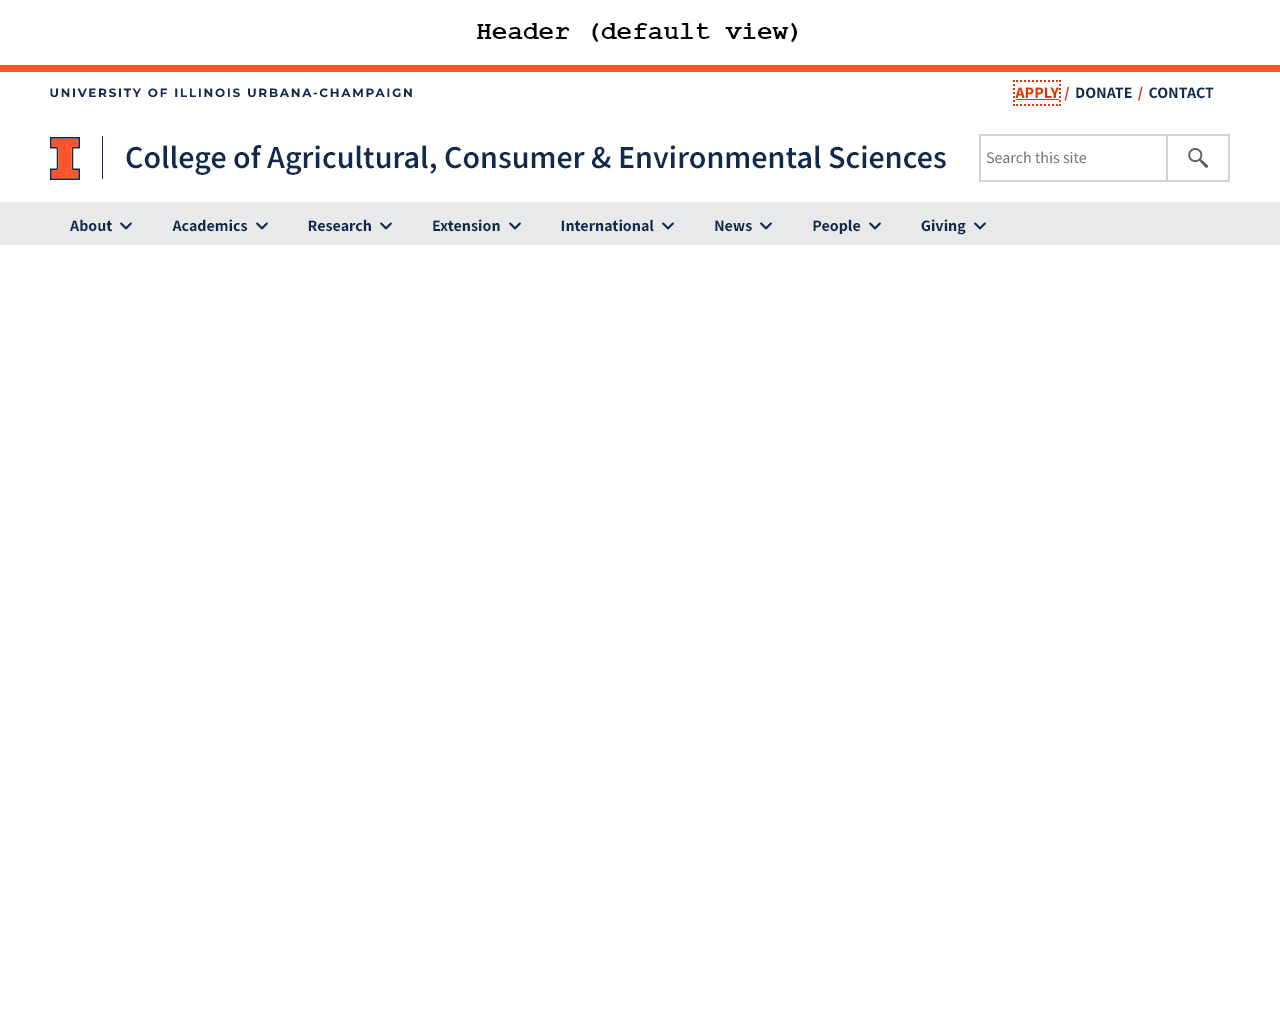 Header (default view)
UNIVERSITY OF ILLINOIS URBANA-CHAMPAIGN
APPLY / DONATE / CONTACT
I
College of Agricultural, Consumer & Environmental Sciences
Search this site
About Academics Research Extension International News People Giving